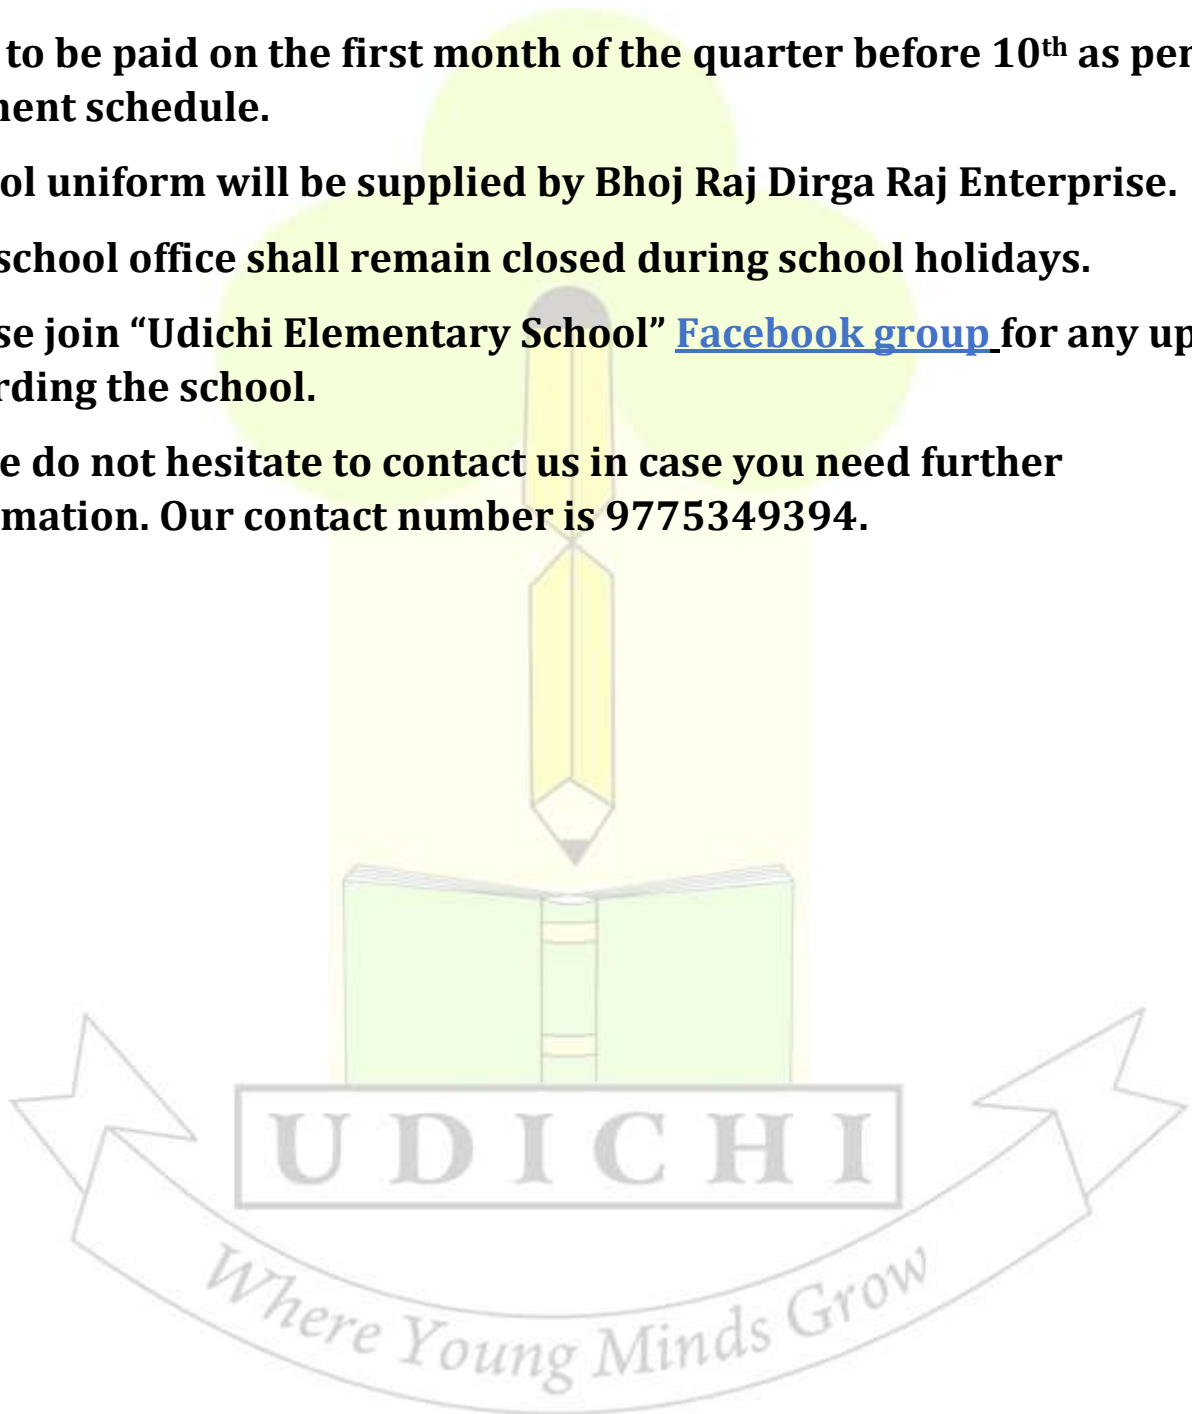 to be paid on the first month of the quarter before 10th as per
ment schedule.
ol uniform will be supplied by Bhoj Raj Dirga Raj Enterprise.
school office shall remain closed during school holidays.
se join “Udichi Elementary School” Facebook group for any up
rding the school.
e do not hesitate to contact us in case you need further
mation. Our contact number is 9775349394.
UDICHI
Where Young Minds Grow